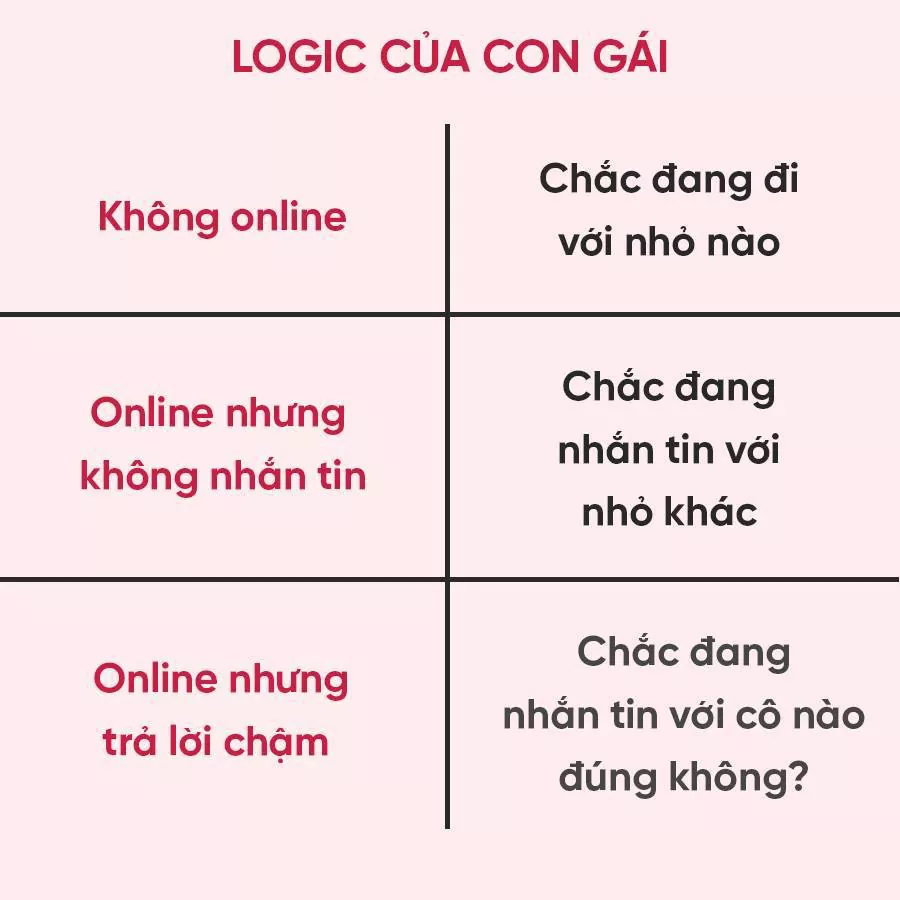 LOGIC CỦA CON GÁI
Không online
Chắc đang đi
với nhỏ nào
Online nhưng
không nhắn tin
Chắc đang
nhắn tin với
nhỏ khác
Online nhưng
trả lời chậm
Chắc đang
nhắn tin với cô nào
đúng không?